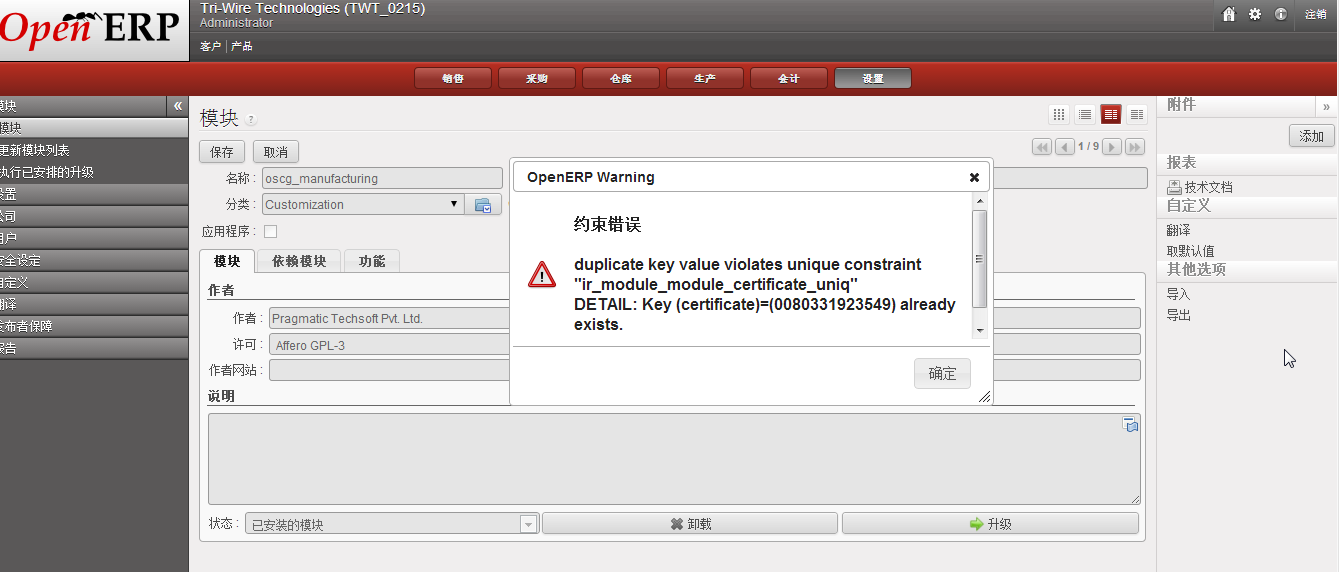 Open ERP
Tri-Wire Technologies (TWT_0215)
Administrator
注销
客户 | 产品
销售 采购 仓库 生产 会计 设置
模块
«
模块
更新模块列表
执行已安排的升级
设置
公司
用户
安全设定
自定义
翻译
发布者保障
报告
模块 ?
保存 取消
1 / 9
名称 : oscg_manufacturing
分类 : Customization
应用程序 :
模块 依赖模块 功能
作者
作者 : Pragmatic Techsoft Pvt. Ltd.
许可 : Affero GPL-3
作者网站 :
说明
状态 : 已安装的模块 卸载 升级
OpenERP Warning
约束错误
duplicate key value violates unique constraint
"ir_module_module_certificate_uniq"
DETAIL: Key (certificate)=(0080331923549) already
exists.
确定
附件 »
添加
报表
技术文档
自定义
翻译
取默认值
其他选项
导入
导出